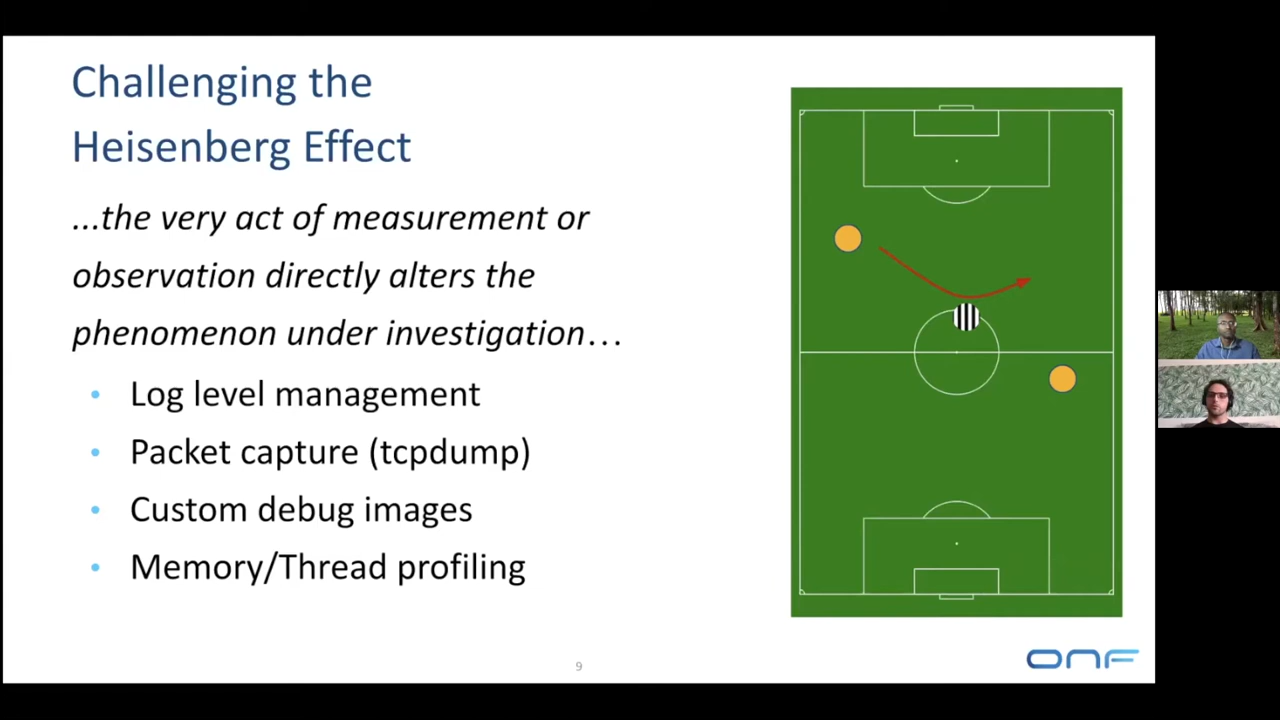 Challenging the
Heisenberg Effect
...the very act of measurement or
observation directly alters the
phenomenon under investigation…
• Log level management
• Packet capture (tcpdump)
• Custom debug images
• Memory/Thread profiling
9
ONF